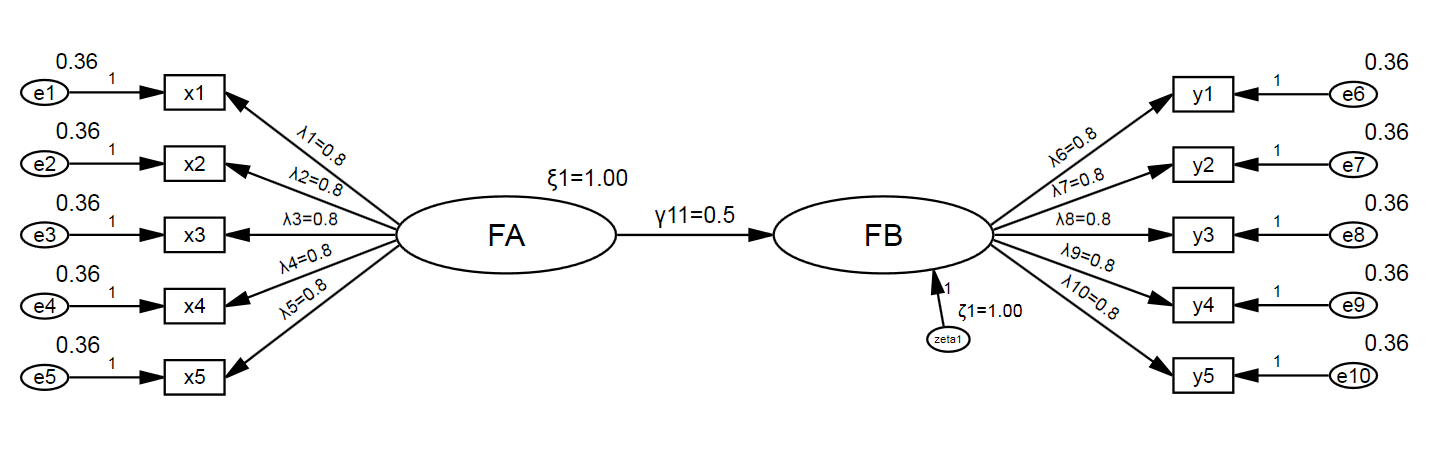 0.36
e1
1
x1
0.36
e2
1
x2
0.36
e3
1
x3
0.36
e4
1
x4
0.36
e5
1
x5
λ1=0.8
λ2=0.8
λ3=0.8
λ4=0.8
λ5=0.8
ξ1=1.00
FA
γ11=0.5
FB
1
ζ1=1.00
zeta1
λ6=0.8
λ7=0.8
λ8=0.8
λ9=0.8
λ10=0.8
0.36
y1
1
e6
0.36
y2
1
e7
0.36
y3
1
e8
0.36
y4
1
e9
0.36
y5
1
e10